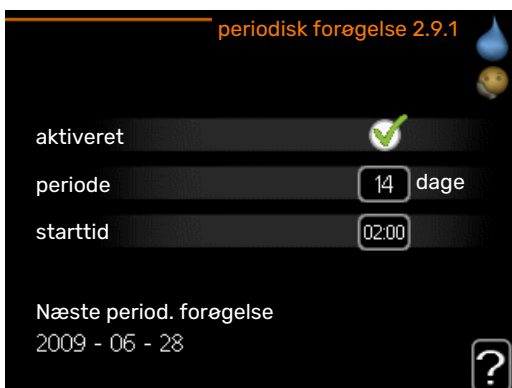 periodisk forøgelse 2.9.1
aktiveret
periode 14 dage
starttid 02:00
Næste period. forøgelse
2009 - 06 - 28
?